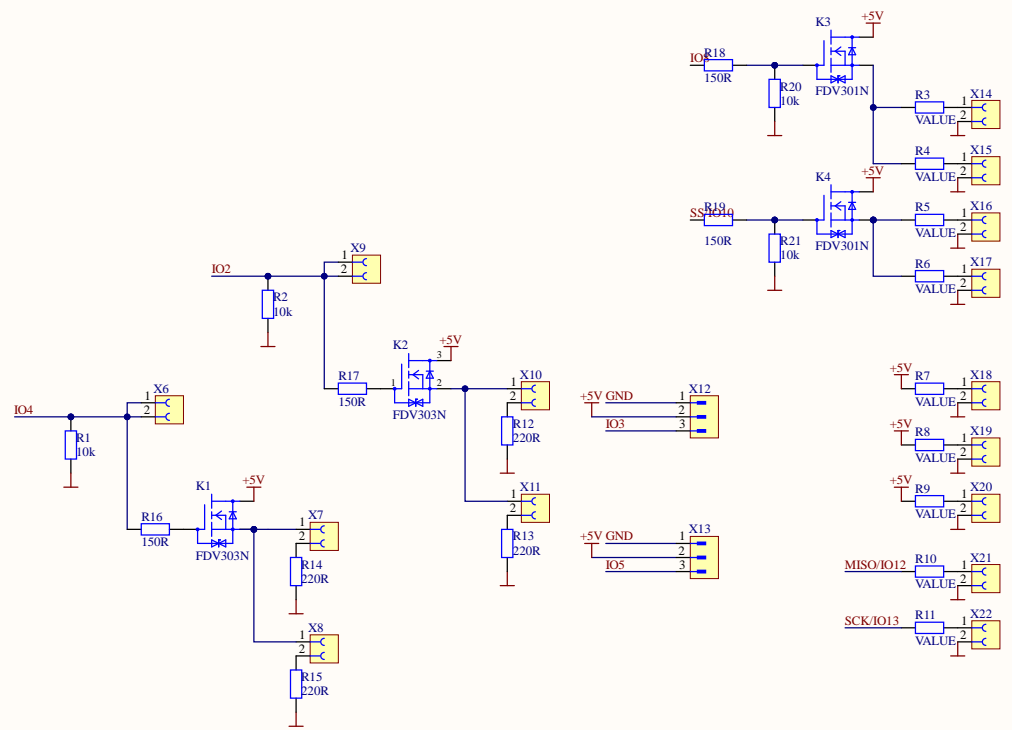 K3
+5V
IO
R18
150R
R20
10k
FDV301N
R3
VALUE
1
2
X14
R4
VALUE
1
2
X15
K4
+5V
SS/IO10
R19
150R
R21
10k
FDV301N
R5
VALUE
1
2
X16
R6
VALUE
1
2
X17
IO2
R2
10k
1
2
X9
R17
150R
K2
1
+5V
3
2
FDV303N
X10
1
2
R12
220R
X11
1
2
R13
220R
IO4
R1
10k
X6
1
2
R16
150R
K1
+5V
FDV303N
X7
1
2
R14
220R
X8
1
2
R15
220R
+5V GND
IO3
X12
1
2
3
+5V GND
IO5
X13
1
2
3
+5V
R7
VALUE
1
2
X18
+5V
R8
VALUE
1
2
X19
+5V
R9
VALUE
1
2
X20
MISO/IO12
R10
VALUE
1
2
X21
SCK/IO13
R11
VALUE
1
2
X22